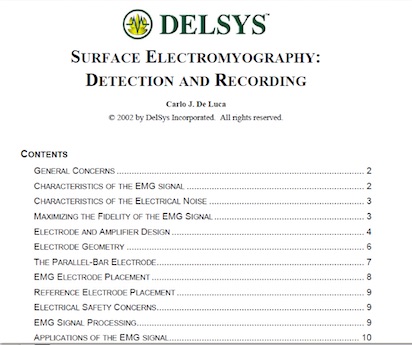 DELSYS™
SURFACE ELECTROMYOGRAPHY:
DETECTION AND RECORDING
Carlo J. De Luca
© 2002 by DelSys Incorporated. All rights reserved.
CONTENTS
GENERAL CONCERNS ........ 2
CHARACTERISTICS OF THE EMG SIGNAL ........ 2
CHARACTERISTICS OF THE ELECTRICAL NOISE ........ 3
MAXIMIZING THE FIDELITY OF THE EMG SIGNAL ........ 3
ELECTRODE AND AMPLIFIER DESIGN ........ 4
ELECTRODE GEOMETRY ........ 6
THE PARALLEL-BAR ELECTRODE ........ 7
EMG ELECTRODE PLACEMENT ........ 8
REFERENCE ELECTRODE PLACEMENT ........ 9
ELECTRICAL SAFETY CONCERNS ........ 9
EMG SIGNAL PROCESSING ........ 9
APPLICATIONS OF THE EMG SIGNAL ........ 10